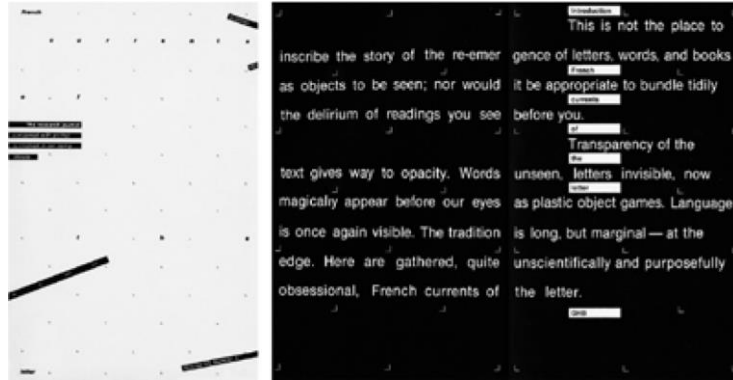 French
c u r r e n t s
o f
t h e
letter
Introduction
This is not the place to
inscribe the story of the re-emer gence of letters, words, and books
French
as objects to be seen; nor would it be appropriate to bundle tidily
currents
the delirium of readings you see before you.
of
Transparency of the
the
text gives way to opacity. Words unseen, letters invisible, now
letter
magically appear before our eyes as plastic object games. Language
is once again visible. The tradition is long, but marginal — at the
edge. Here are gathered, quite unscientifically and purposefully
obsessional, French currents of the letter.
GHB